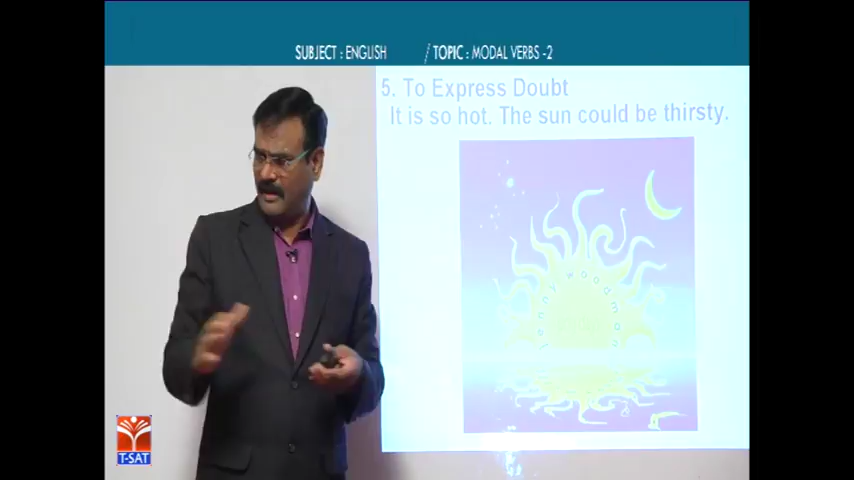 SUBJECT : ENGLISH / TOPIC : MODAL VERBS -2
5. To Express Doubt
It is so hot. The sun could be thirsty.
T-SAT